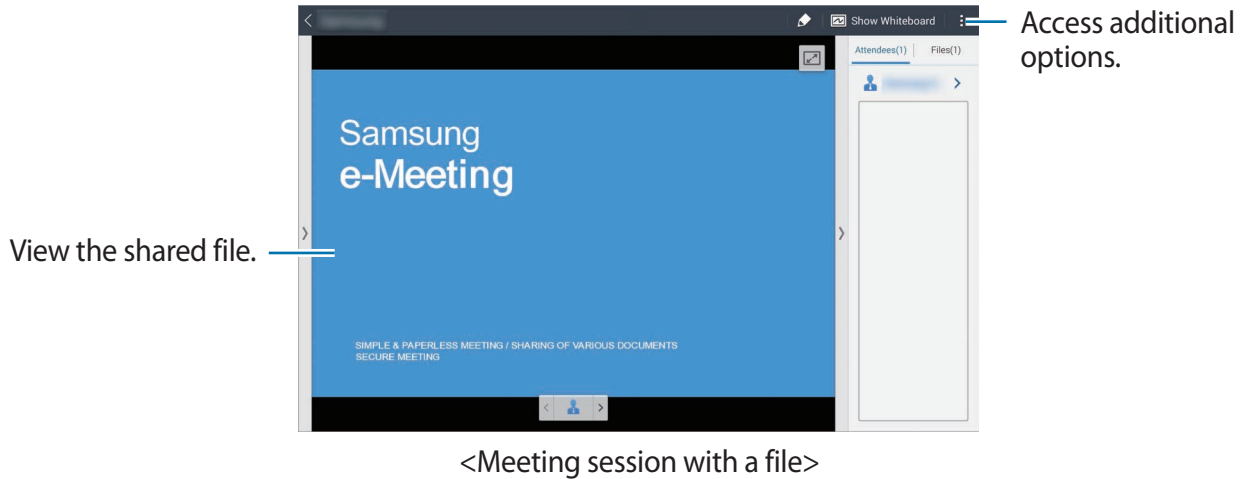 Show Whiteboard
Access additional
options.
Attendees(1)
Files(1)
Samsung
e-Meeting
View the shared file.
SIMPLE & PAPERLESS MEETING / SHARING OF VARIOUS DOCUMENTS
SECURE MEETING
<Meeting session with a file>